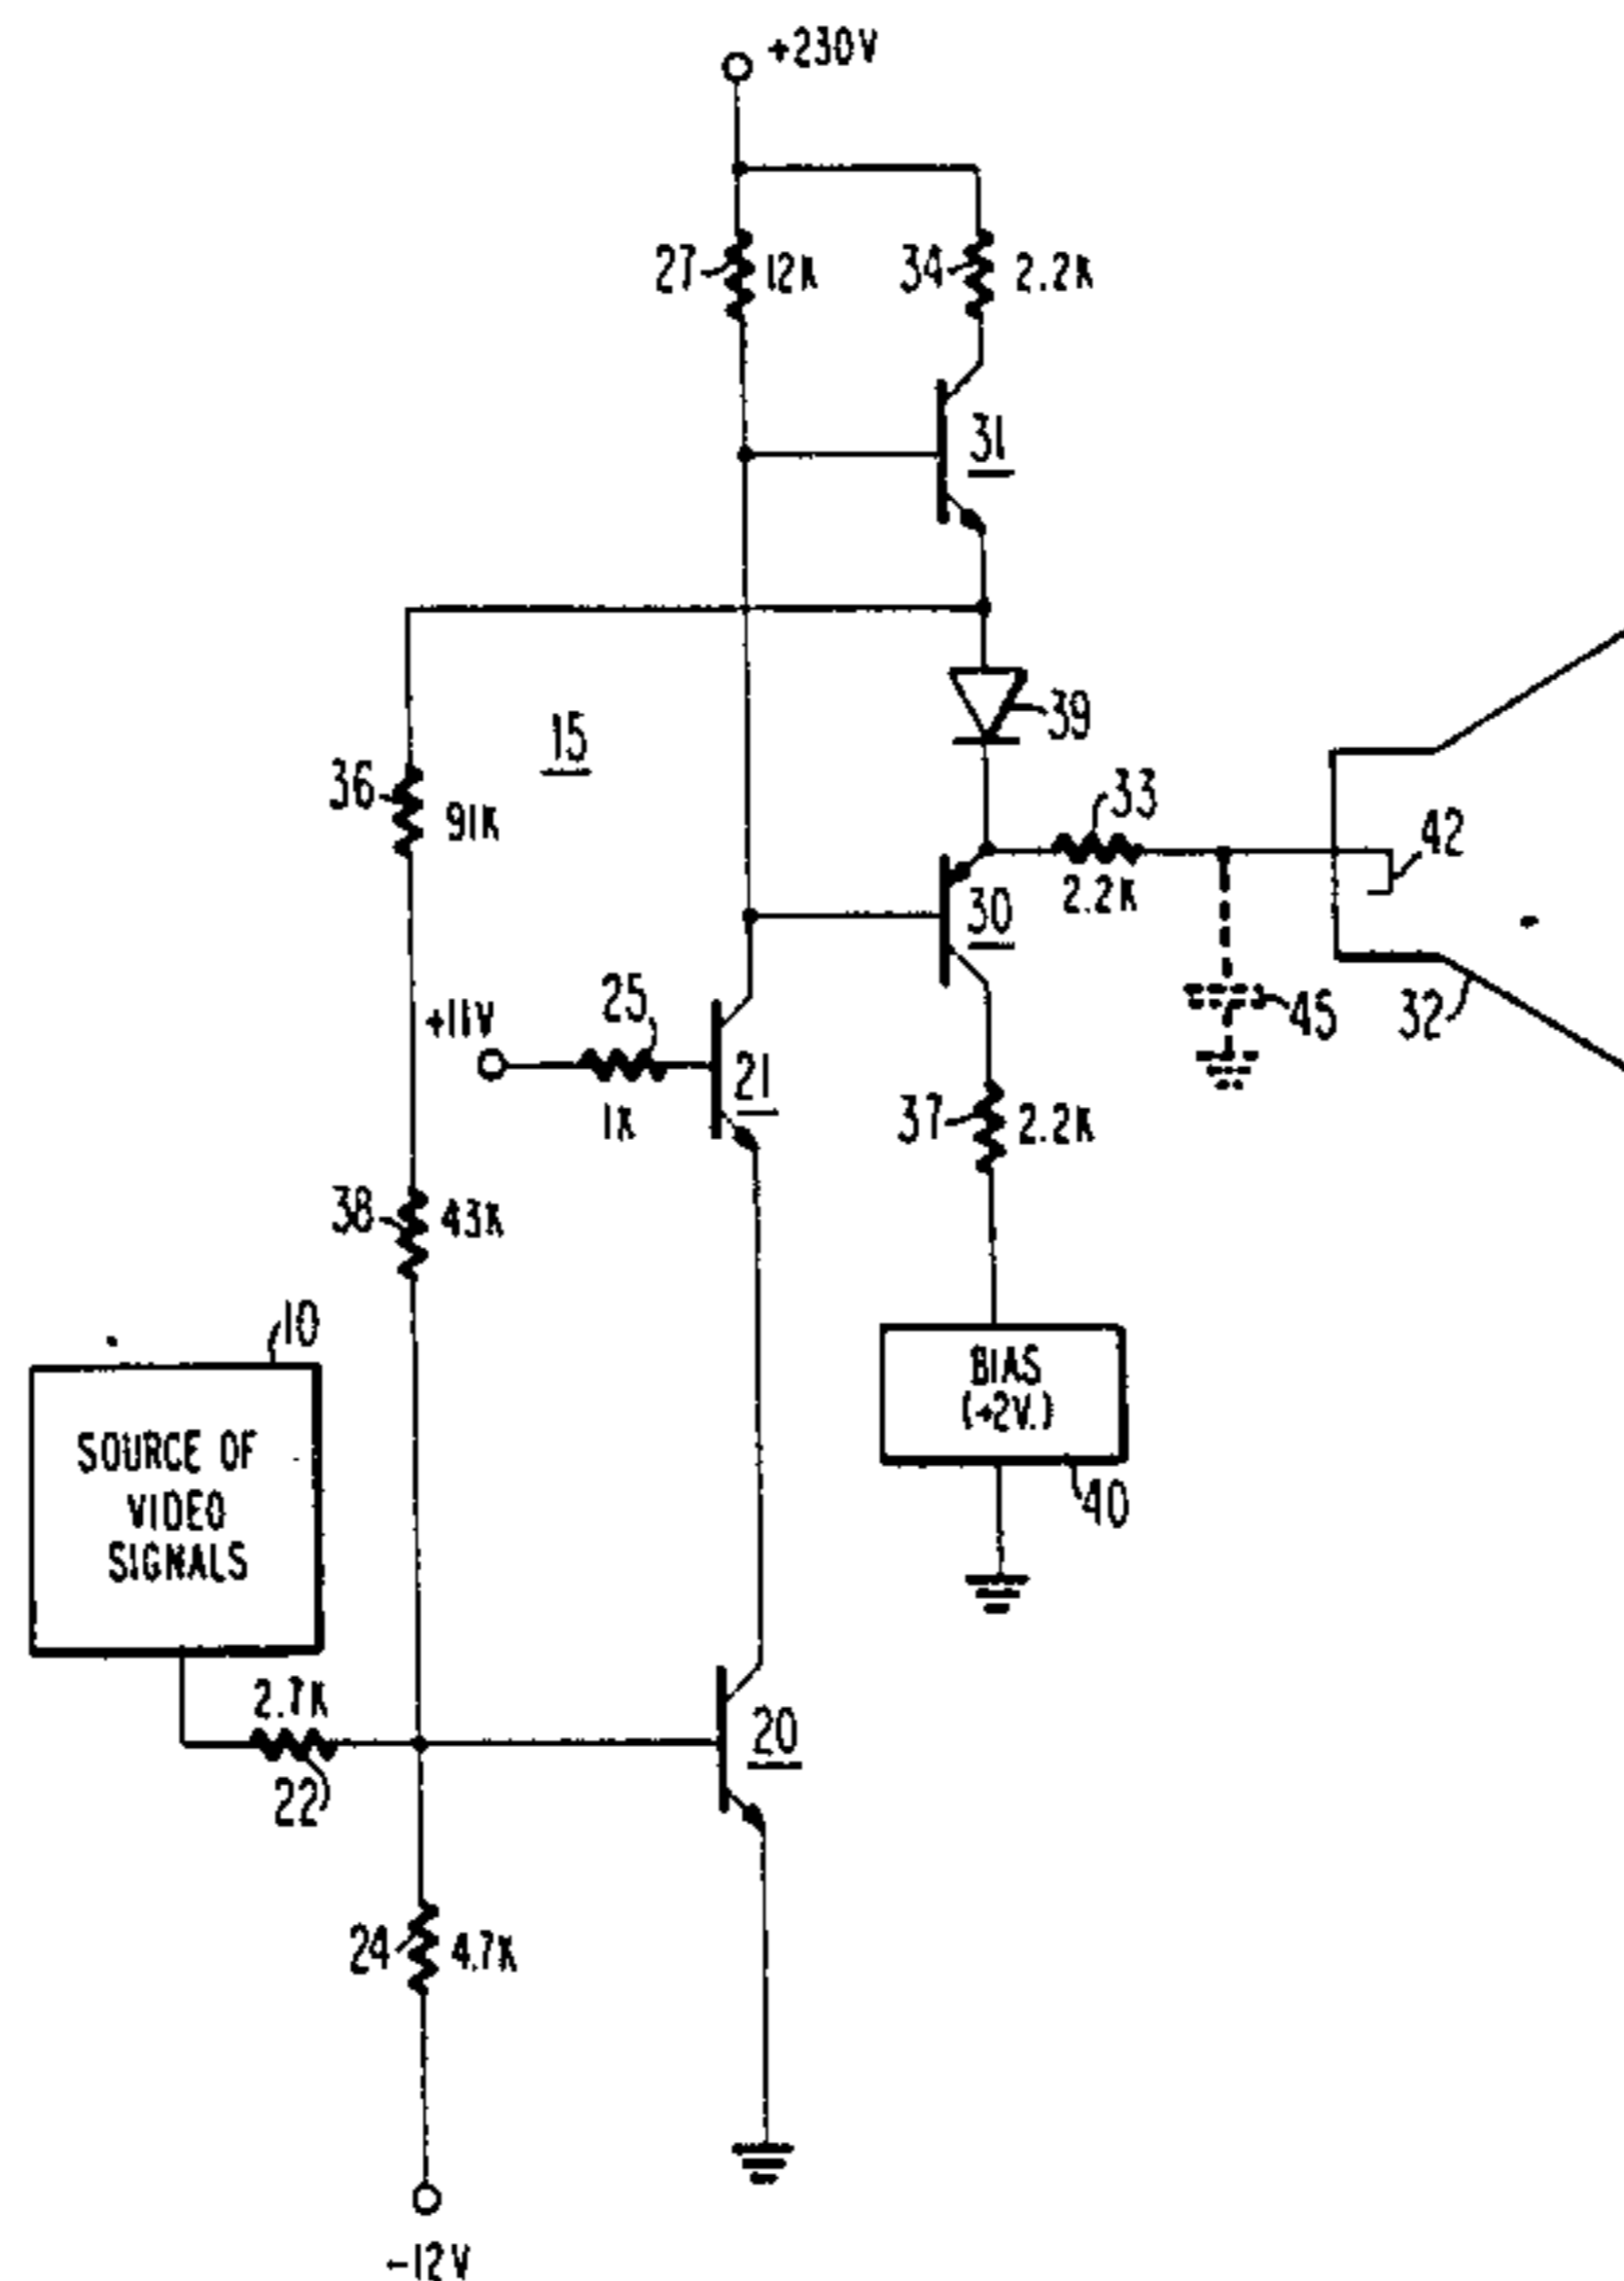 +230V
27
12K
34
2.2K
31
39
15
36
91K
33
2.2K
42
30
45
32
+11V
25
1K
21
37
2.2K
38
43K
10
SOURCE OF
VIDEO
SIGNALS
BIAS
(+2V.)
40
2.7K
22
20
24
4.7K
-12V